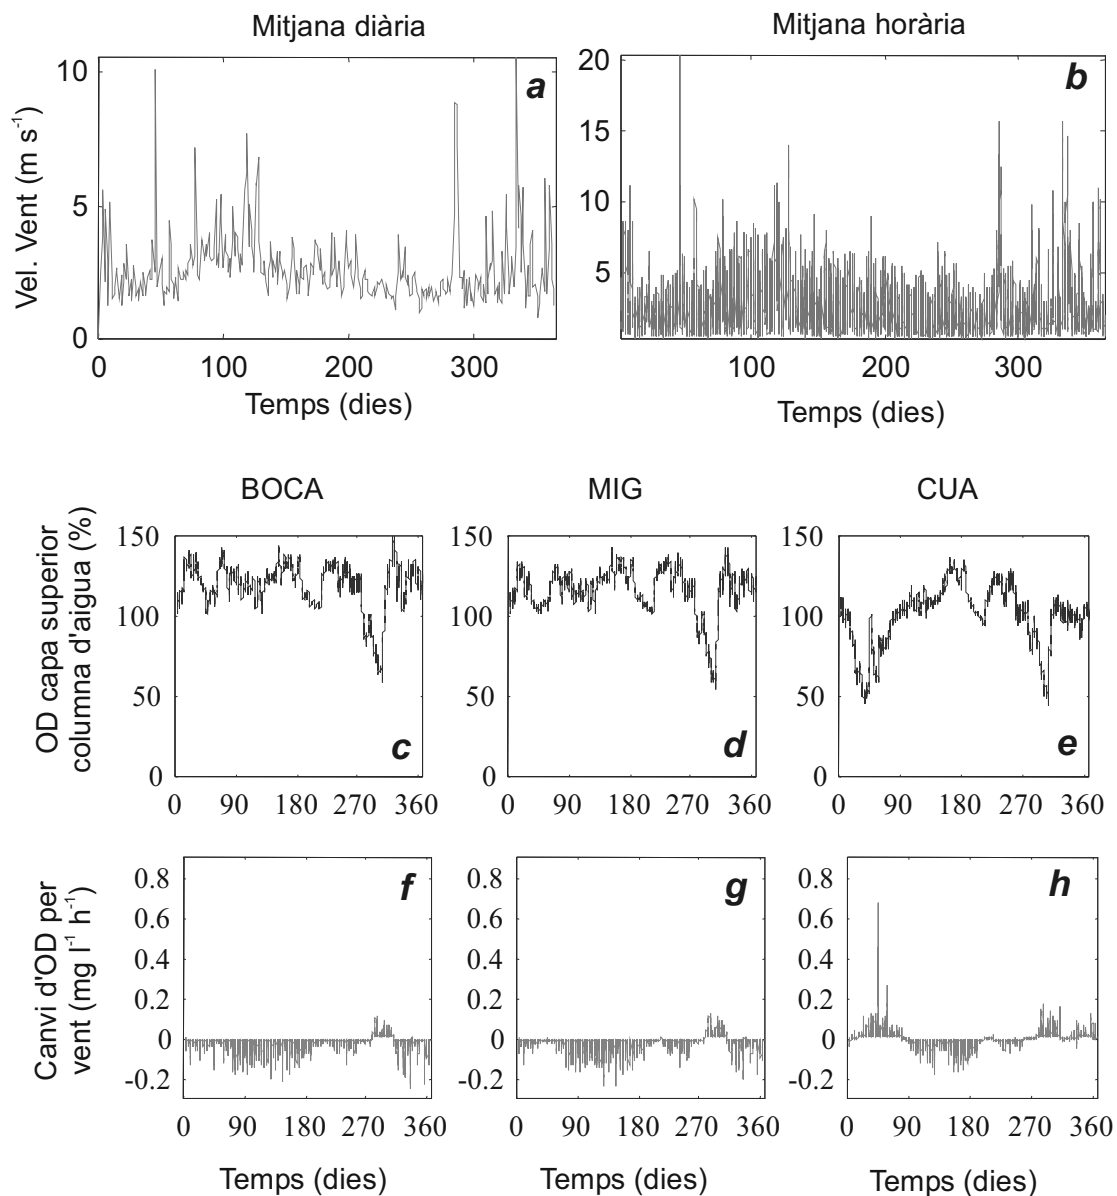 Mitjana diària
Mitjana horària
Vel. Vent (m s⁻¹)
10
5
0
a
100
200
300
Temps (dies)
20
15
10
5
b
100
200
300
Temps (dies)
BOCA
MIG
CUA
OD capa superior
columna d'aigua (%)
150
100
50
0
c
0 90 180 270 360
150
100
50
0
d
0 90 180 270 360
150
100
50
0
e
0 90 180 270 360
Canvi d'OD per
vent (mg l⁻¹ h⁻¹)
0.8
0.6
0.4
0.2
0
-0.2
f
0 90 180 270 360
Temps (dies)
0.8
0.6
0.4
0.2
0
-0.2
g
0 90 180 270 360
Temps (dies)
0.8
0.6
0.4
0.2
0
-0.2
h
0 90 180 270 360
Temps (dies)